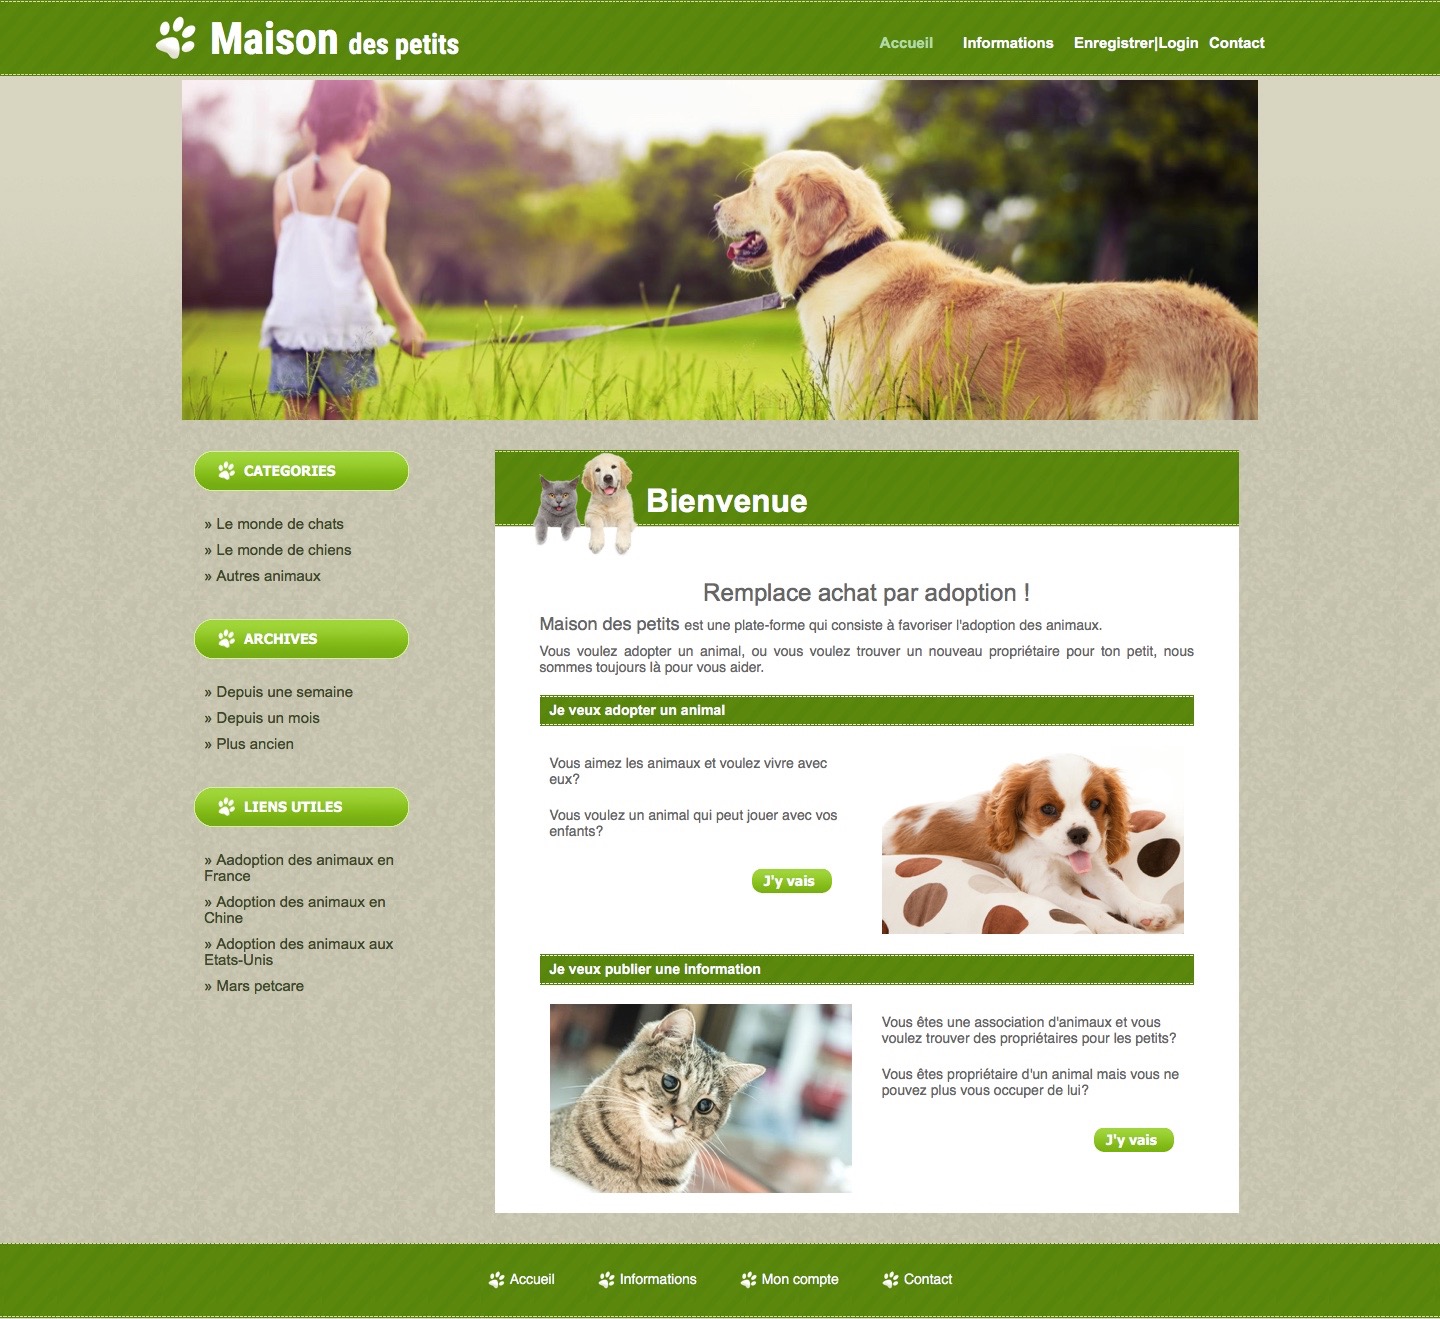 Maison des petits
Accueil Informations Enregistrer|Login Contact
CATEGORIES
» Le monde de chats
» Le monde de chiens
» Autres animaux
ARCHIVES
» Depuis une semaine
» Depuis un mois
» Plus ancien
LIENS UTILES
» Aadoption des animaux en
France
» Adoption des animaux en
Chine
» Adoption des animaux aux
Etats-Unis
» Mars petcare
Bienvenue
Remplace achat par adoption !
Maison des petits est une plate-forme qui consiste à favoriser l'adoption des animaux.
Vous voulez adopter un animal, ou vous voulez trouver un nouveau propriétaire pour ton petit, nous
sommes toujours là pour vous aider.
Je veux adopter un animal
Vous aimez les animaux et voulez vivre avec
eux?
Vous voulez un animal qui peut jouer avec vos
enfants?
J'y vais
Je veux publier une information
Vous êtes une association d'animaux et vous
voulez trouver des propriétaires pour les petits?
Vous êtes propriétaire d'un animal mais vous ne
pouvez plus vous occuper de lui?
J'y vais
Accueil Informations Mon compte Contact